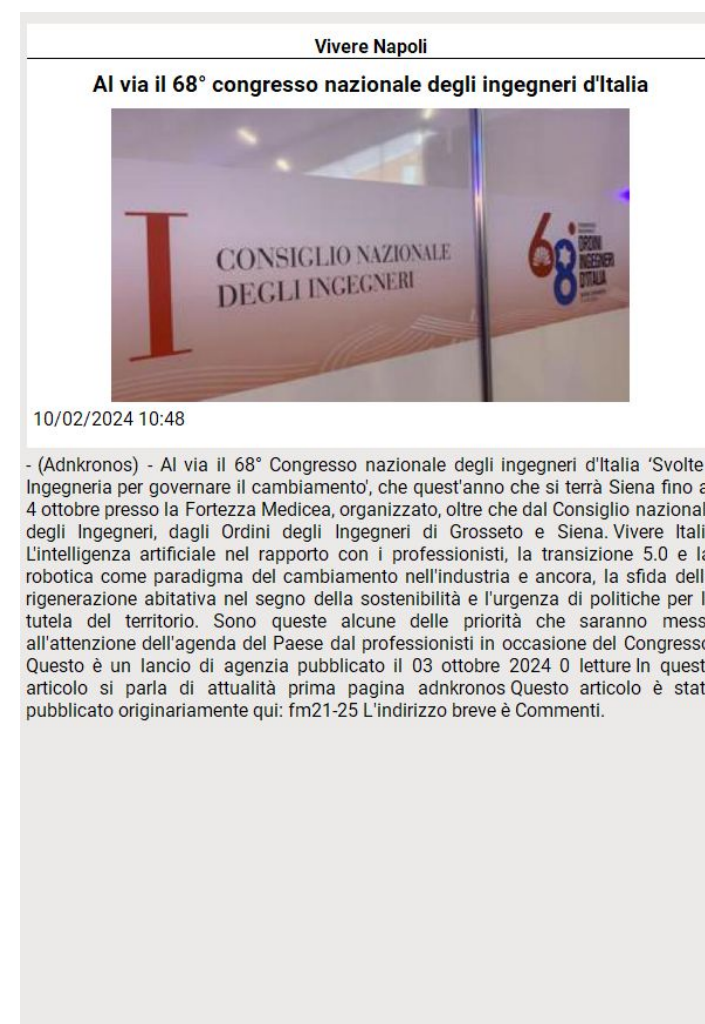 Vivere Napoli
Al via il 68° congresso nazionale degli ingegneri d'Italia
I
CONSIGLIO NAZIONALE
DEGLI INGEGNERI
68°
ORDINI
INGEGNERI
D'ITALIA
10/02/2024 10:48
- (Adnkronos) - Al via il 68° Congresso nazionale degli ingegneri d'Italia ‘Svolte
Ingegneria per governare il cambiamento', che quest'anno che si terrà Siena fino a
4 ottobre presso la Fortezza Medicea, organizzato, oltre che dal Consiglio nazional
degli Ingegneri, dagli Ordini degli Ingegneri di Grosseto e Siena. Vivere Itali
L'intelligenza artificiale nel rapporto con i professionisti, la transizione 5.0 e la
robotica come paradigma del cambiamento nell'industria e ancora, la sfida dell
rigenerazione abitativa nel segno della sostenibilità e l'urgenza di politiche per l
tutela del territorio. Sono queste alcune delle priorità che saranno mess
all'attenzione dell'agenda del Paese dal professionisti in occasione del Congresso
Questo è un lancio di agenzia pubblicato il 03 ottobre 2024 0 letture In quest
articolo si parla di attualità prima pagina adnkronos Questo articolo è stat
pubblicato originariamente qui: fm21-25 L'indirizzo breve è Commenti.